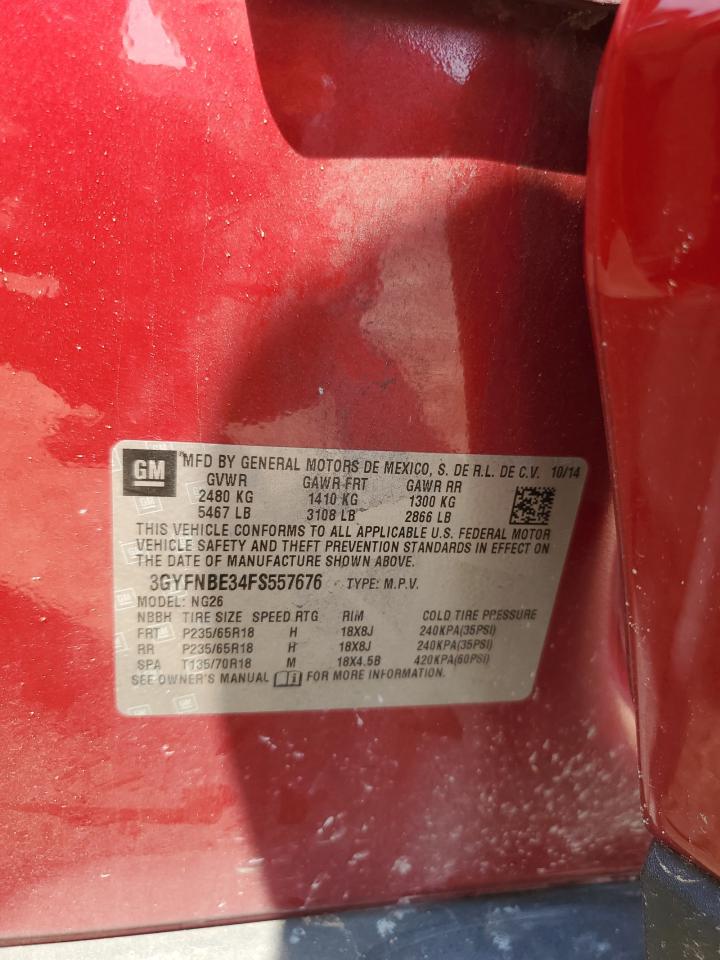 GM
MFD BY GENERAL MOTORS DE MEXICO, S. DE R.L. DE C.V. 10/14
GVWR GAWR FRT GAWR RR
2480 KG 1410 KG 1300 KG
5467 LB 3108 LB 2866 LB
THIS VEHICLE CONFORMS TO ALL APPLICABLE U.S. FEDERAL MOTOR
VEHICLE SAFETY AND THEFT PREVENTION STANDARDS IN EFFECT ON
THE DATE OF MANUFACTURE SHOWN ABOVE.
3GYFNBE34FS557676 TYPE: M.P.V.
MODEL: NG26
NBBH TIRE SIZE SPEED RTG RIM COLD TIRE PRESSURE
FRT P235/65R18 H 18X8J 240KPA(35PSI)
RR P235/65R18 H 18X8J 240KPA(35PSI)
SPA T135/70R18 M 18X4.5B 420KPA(60PSI)
SEE OWNER'S MANUAL FOR MORE INFORMATION.